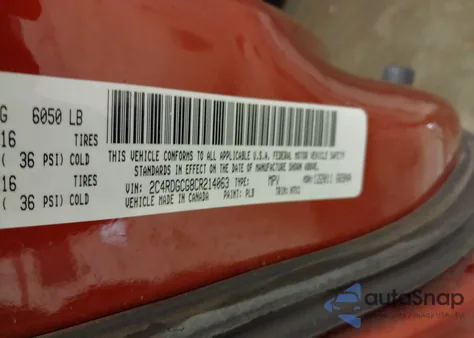 G 6050 LB
16 TIRES
( 36 PSI) COLD
16 TIRES
( 36 PSI) COLD
THIS VEHICLE CONFORMS TO ALL APPLICABLE U.S.A. FEDERAL MOTOR VEHICLE SAFETY
STANDARDS IN EFFECT ON THE DATE OF MANUFACTURE SHOWN ABOVE.
VIN: 2C4RDGCG8CR214063 TYPE: MPV
VEHICLE MADE IN CANADA PAINT: TRIM:
autoSnap